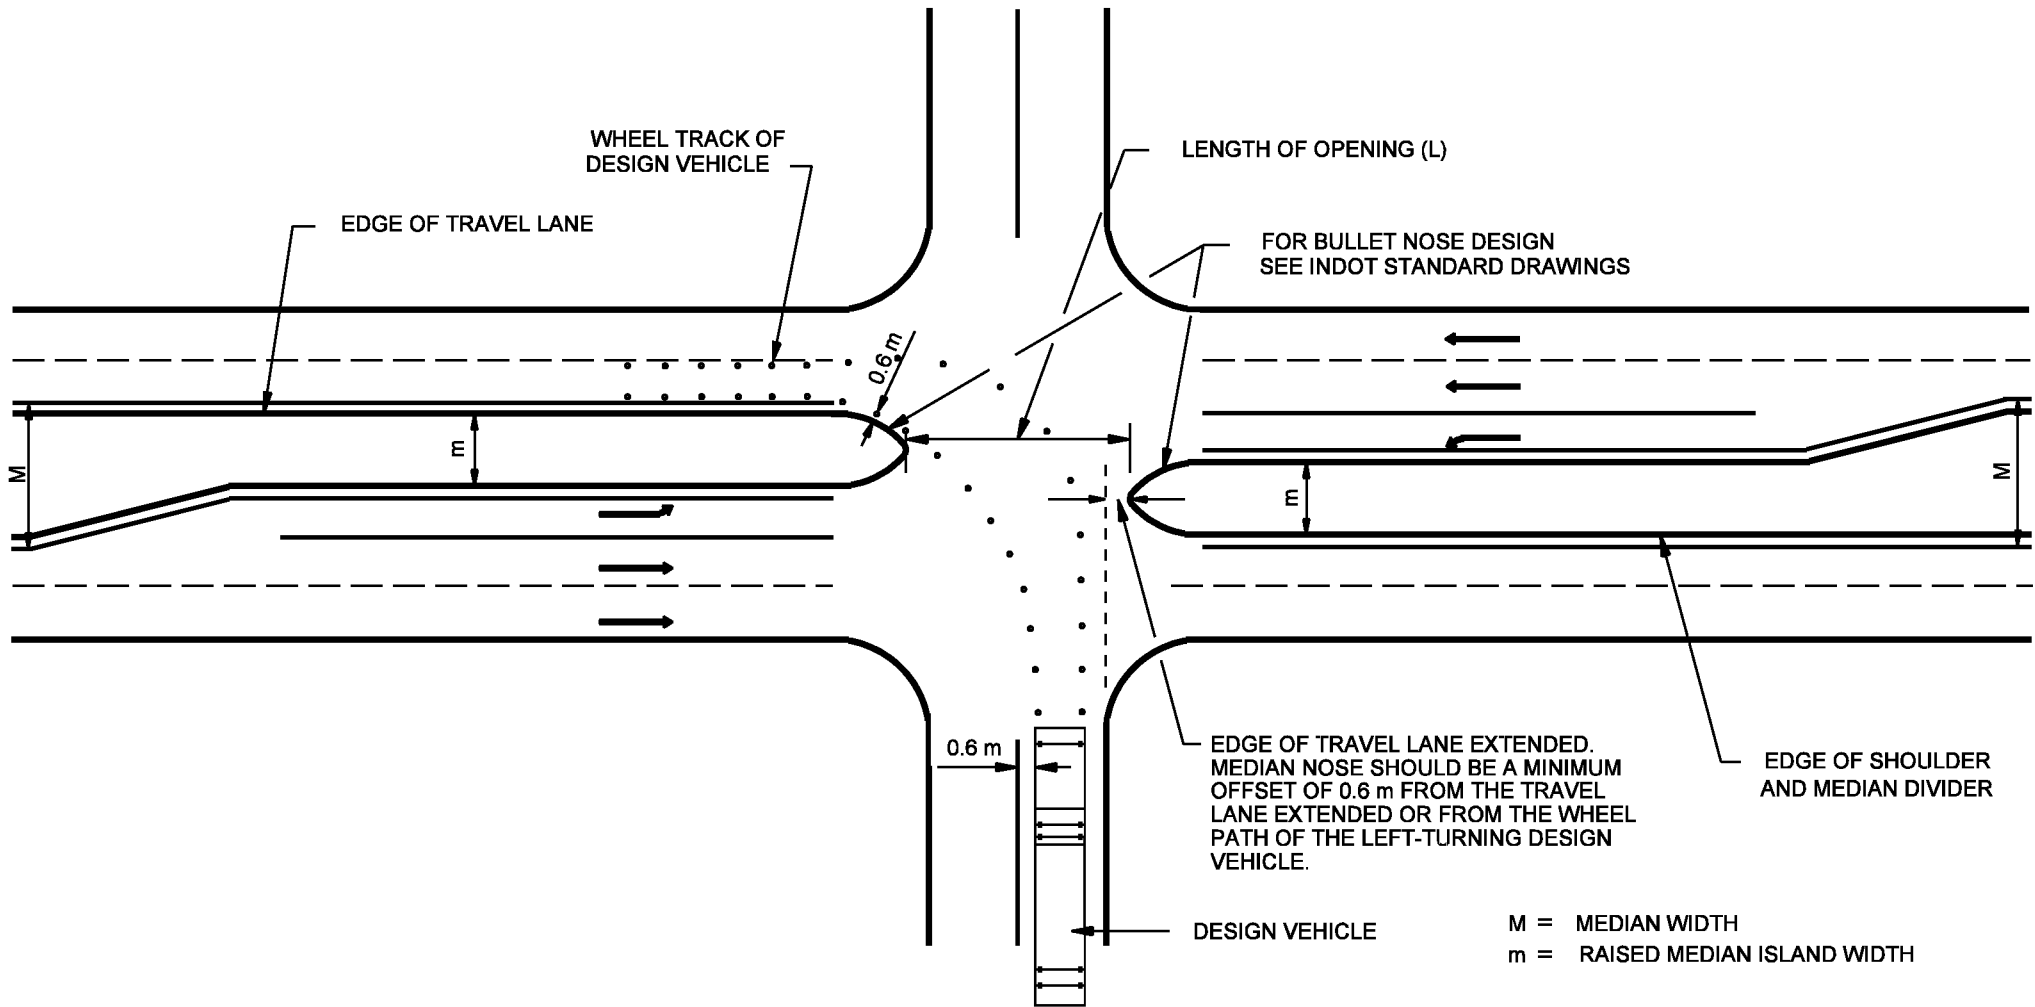 WHEEL TRACK OF
DESIGN VEHICLE
LENGTH OF OPENING (L)
EDGE OF TRAVEL LANE
FOR BULLET NOSE DESIGN
SEE INDOT STANDARD DRAWINGS
0.6 m
M
m
m
M
0.6 m
EDGE OF TRAVEL LANE EXTENDED.
MEDIAN NOSE SHOULD BE A MINIMUM
OFFSET OF 0.6 m FROM THE TRAVEL
LANE EXTENDED OR FROM THE WHEEL
PATH OF THE LEFT-TURNING DESIGN
VEHICLE.
EDGE OF SHOULDER
AND MEDIAN DIVIDER
DESIGN VEHICLE
M = MEDIAN WIDTH
m = RAISED MEDIAN ISLAND WIDTH